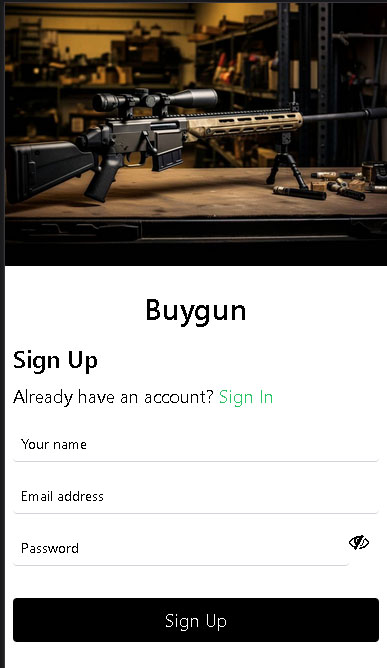 Buygun
Sign Up
Already have an account? Sign In
Your name
Email address
Password
Sign Up